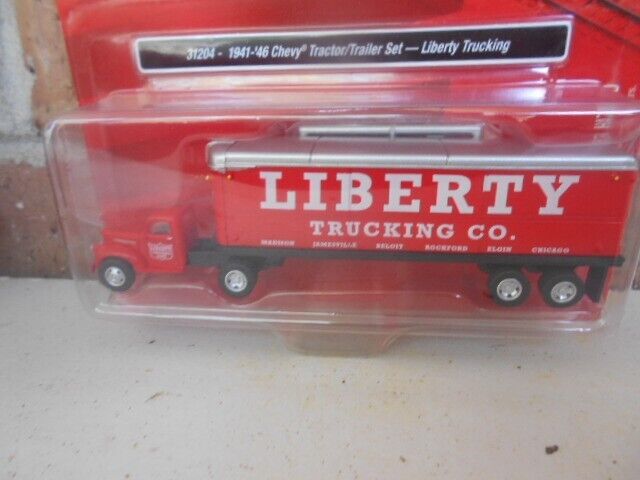 31204 - 1941-'46 Chevy® Tractor/Trailer Set — Liberty Trucking
LIBERTY
TRUCKING CO.
MADISON JANESVILLE BELOIT ROCKFORD ELGIN CHICAGO